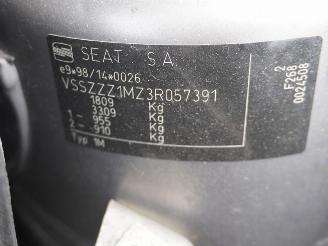 SEAT S.A.
e9*98/14*0026
VSSZZZ1MZ3R057391
1809 Kg
3309 Kg
1 - 955 Kg
2 - 910 Kg
Typ 1M
2
F268
0024508